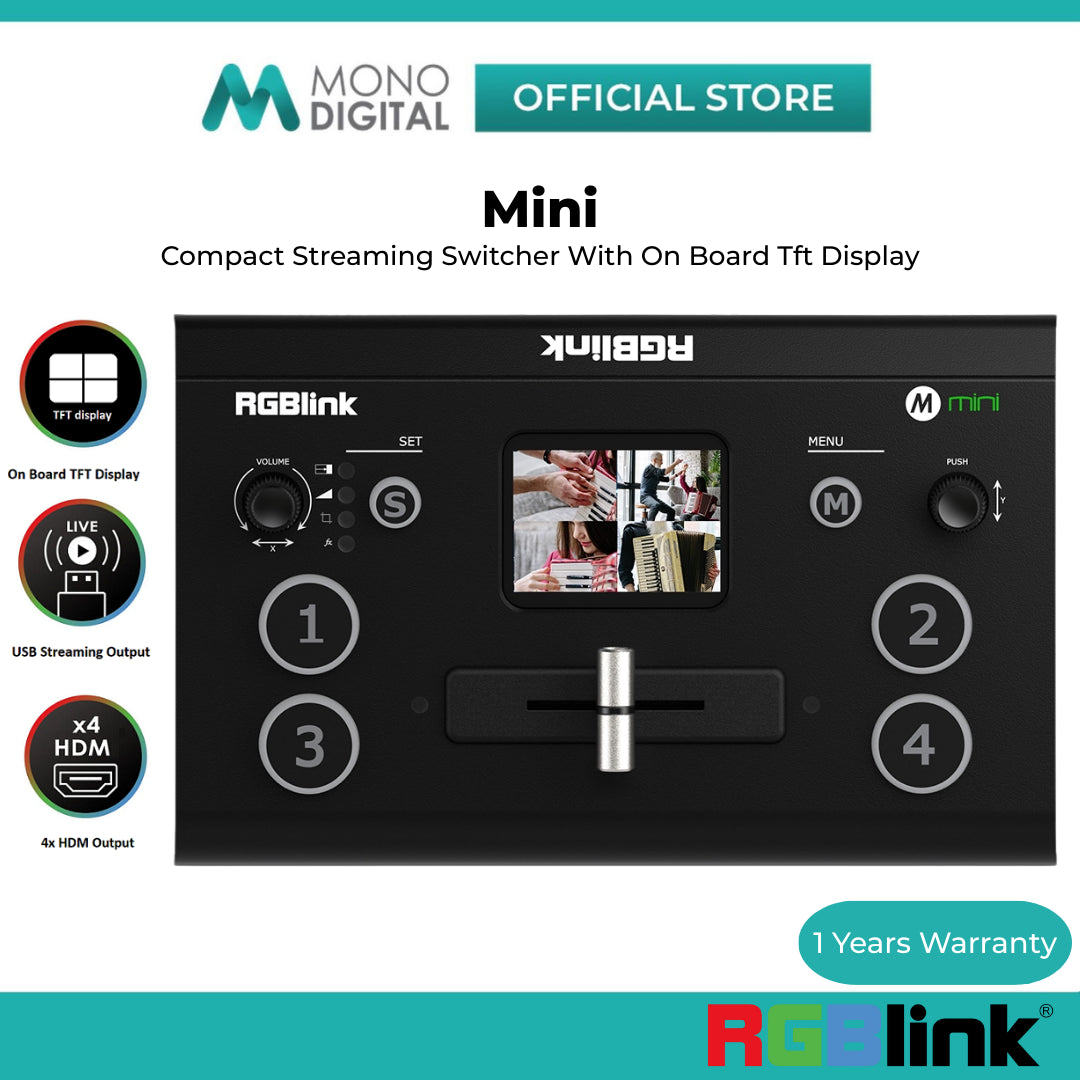 MONO
DIGITAL
OFFICIAL STORE
Mini
Compact Streaming Switcher With On Board Tft Display
TFT display
On Board TFT Display
LIVE
USB Streaming Output
x4
HDM
4x HDM Output
RGBlink
RGBlink
M mini
SET
MENU
VOLUME
PUSH
S
M
fx
X
Y
1
2
3
4
1 Years Warranty
RGBlink®